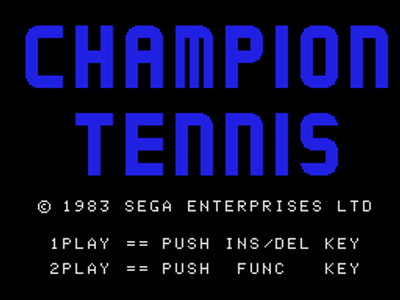 CHAMPION
TENNIS
© 1983 SEGA ENTERPRISES LTD
1PLAY == PUSH INS/DEL KEY
2PLAY == PUSH FUNC KEY